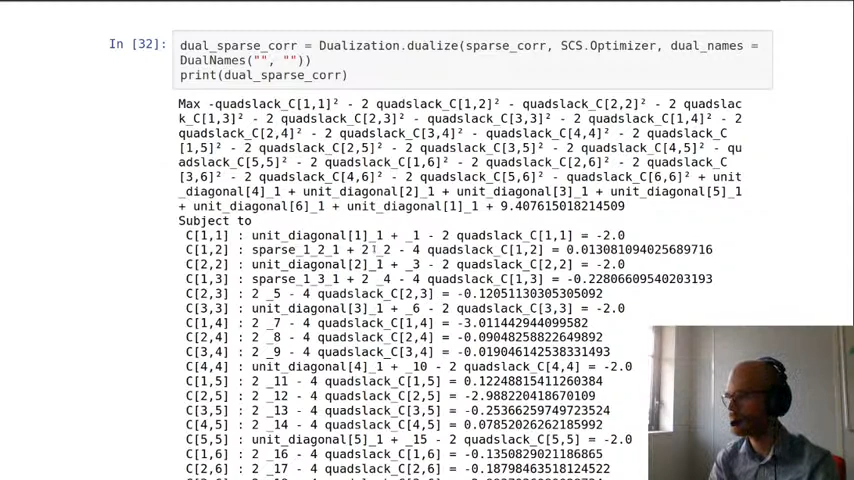 In [32]: dual_sparse_corr = Dualization.dualize(sparse_corr, SCS.Optimizer, dual_names =
DualNames("", ""))
print(dual_sparse_corr)
Max -quadslack_C[1,1]² - 2 quadslack_C[1,2]² - quadslack_C[2,2]² - 2 quadslac
k_C[1,3]² - 2 quadslack_C[2,3]² - quadslack_C[3,3]² - 2 quadslack_C[1,4]² - 2
quadslack_C[2,4]² - 2 quadslack_C[3,4]² - quadslack_C[4,4]² - 2 quadslack_C
[1,5]² - 2 quadslack_C[2,5]² - 2 quadslack_C[3,5]² - 2 quadslack_C[4,5]² - qu
adslack_C[5,5]² - 2 quadslack_C[1,6]² - 2 quadslack_C[2,6]² - 2 quadslack_C
[3,6]² - 2 quadslack_C[4,6]² - 2 quadslack_C[5,6]² - quadslack_C[6,6]² + unit
_diagonal[4]_1 + unit_diagonal[2]_1 + unit_diagonal[3]_1 + unit_diagonal[5]_1
+ unit_diagonal[6]_1 + unit_diagonal[1]_1 + 9.407615018214509
Subject to
C[1,1] : unit_diagonal[1]_1 + _1 - 2 quadslack_C[1,1] = -2.0
C[1,2] : sparse_1_2_1 + 2 _2 - 4 quadslack_C[1,2] = 0.013081094025689716
C[2,2] : unit_diagonal[2]_1 + _3 - 2 quadslack_C[2,2] = -2.0
C[1,3] : sparse_1_3_1 + 2 _4 - 4 quadslack_C[1,3] = -0.22806609540203193
C[2,3] : 2 _5 - 4 quadslack_C[2,3] = -0.12051130305305092
C[3,3] : unit_diagonal[3]_1 + _6 - 2 quadslack_C[3,3] = -2.0
C[1,4] : 2 _7 - 4 quadslack_C[1,4] = -3.011442944099582
C[2,4] : 2 _8 - 4 quadslack_C[2,4] = -0.09048258822649892
C[3,4] : 2 _9 - 4 quadslack_C[3,4] = -0.019046142538331493
C[4,4] : unit_diagonal[4]_1 + _10 - 2 quadslack_C[4,4] = -2.0
C[1,5] : 2 _11 - 4 quadslack_C[1,5] = 0.12248815411260384
C[2,5] : 2 _12 - 4 quadslack_C[2,5] = -2.988220418670109
C[3,5] : 2 _13 - 4 quadslack_C[3,5] = -0.25366259749723524
C[4,5] : 2 _14 - 4 quadslack_C[4,5] = 0.07852026262185992
C[5,5] : unit_diagonal[5]_1 + _15 - 2 quadslack_C[5,5] = -2.0
C[1,6] : 2 _16 - 4 quadslack_C[1,6] = -0.1350829021186865
C[2,6] : 2 _17 - 4 quadslack_C[2,6] = -0.18798463518124522